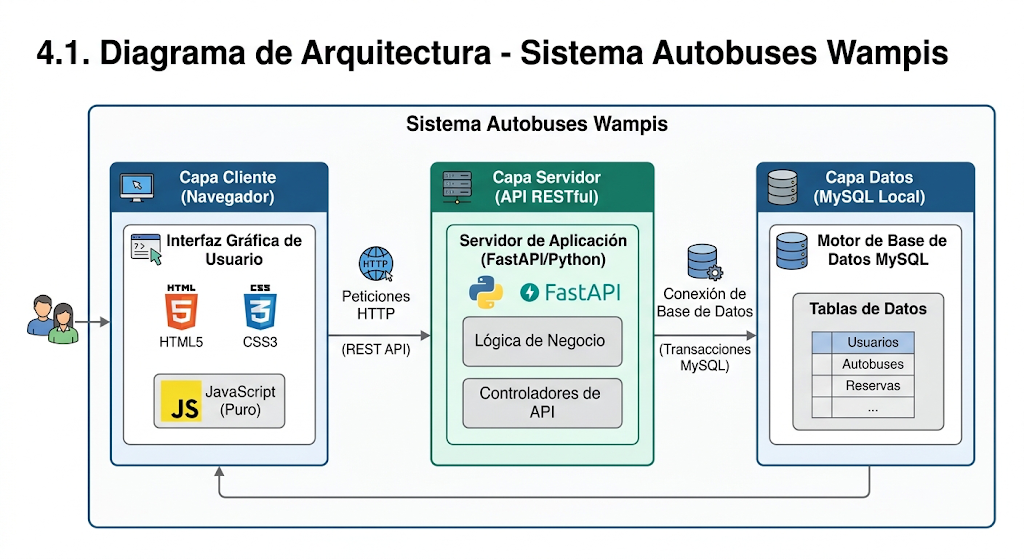 4.1. Diagrama de Arquitectura - Sistema Autobuses Wampis
Sistema Autobuses Wampis
Capa Cliente
(Navegador)
Interfaz Gráfica de
Usuario
HTML
5
HTML5
CSS
3
CSS3
JS
JavaScript
(Puro)
HTTP
Peticiones
HTTP
(REST API)
Capa Servidor
(API RESTful)
Servidor de Aplicación
(FastAPI/Python)
FastAPI
Lógica de Negocio
Controladores de
API
Conexión de
Base de Datos
(Transacciones
MySQL)
Capa Datos
(MySQL Local)
Motor de Base de
Datos MySQL
Tablas de Datos
Usuarios
Autobuses
Reservas
...